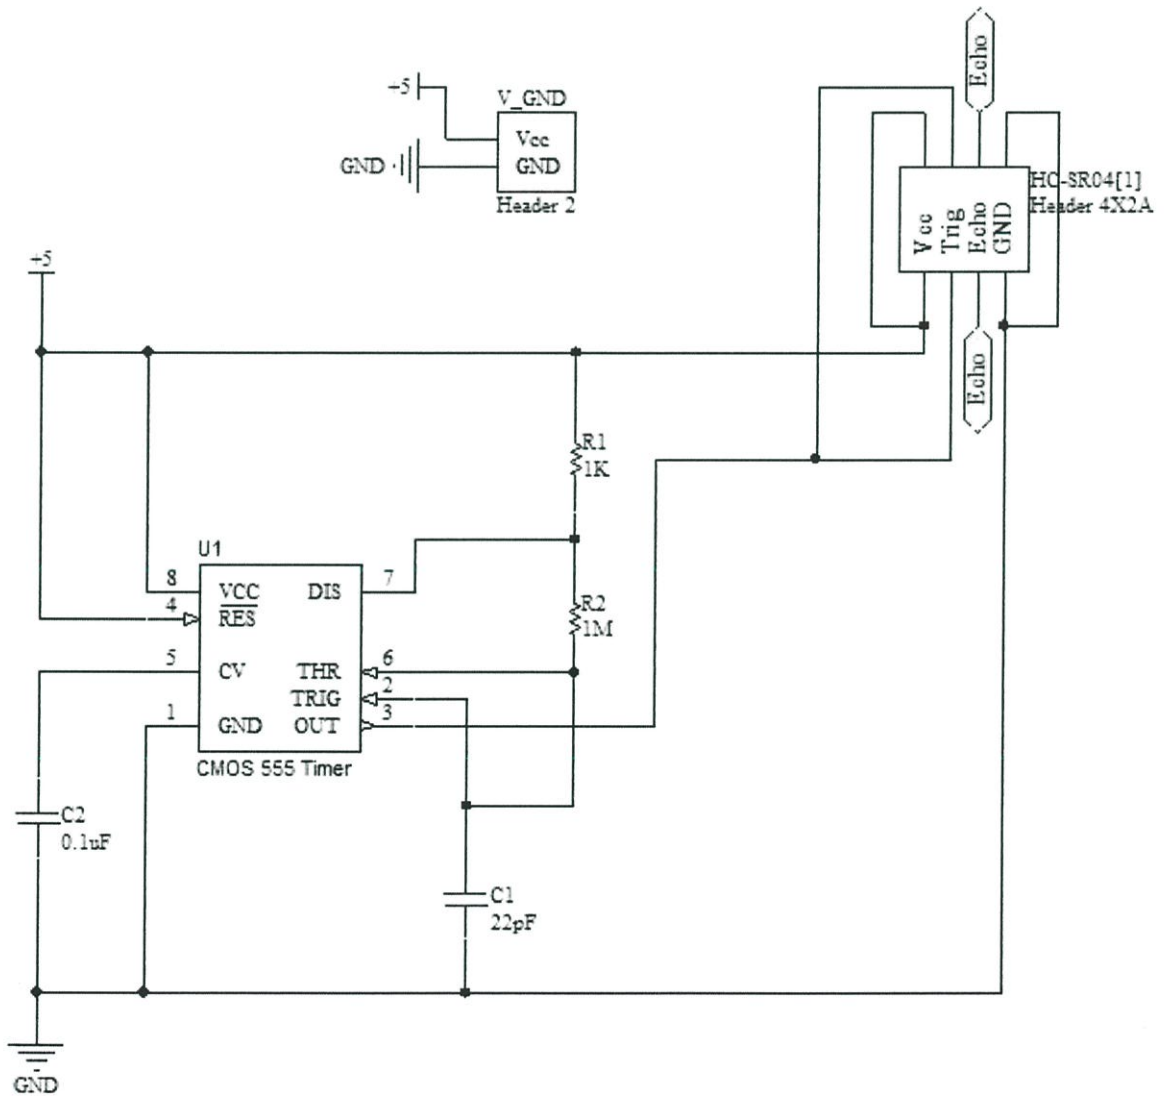 Echo
+5
V_GND
Vcc
GND
GND
Header 2
HC-SR04[1]
Header 4X2A
Vcc
Trig
Echo
GND
+5
Echo
R1
1K
U1
8
VCC
DIS
7
4
RES
R2
1M
5
CV
THR
6
TRIG
2
1
GND
OUT
3
CMOS 555 Timer
C2
0.1uF
C1
22pF
GND